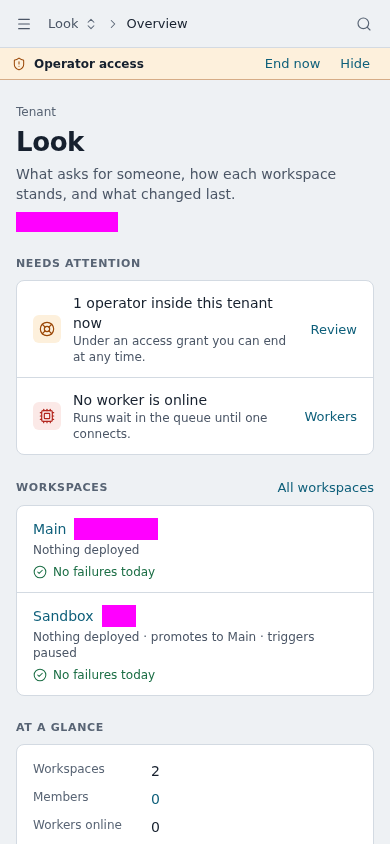 Look
Overview
Operator access
End now
Hide
Tenant
Look
What asks for someone, how each workspace
stands, and what changed last.
NEEDS ATTENTION
1 operator inside this tenant
now
Under an access grant you can end
at any time.
Review
No worker is online
Runs wait in the queue until one
connects.
Workers
WORKSPACES
All workspaces
Main
Nothing deployed
No failures today
Sandbox
Nothing deployed · promotes to Main · triggers
paused
No failures today
AT A GLANCE
Workspaces 2
Members 0
Workers online 0